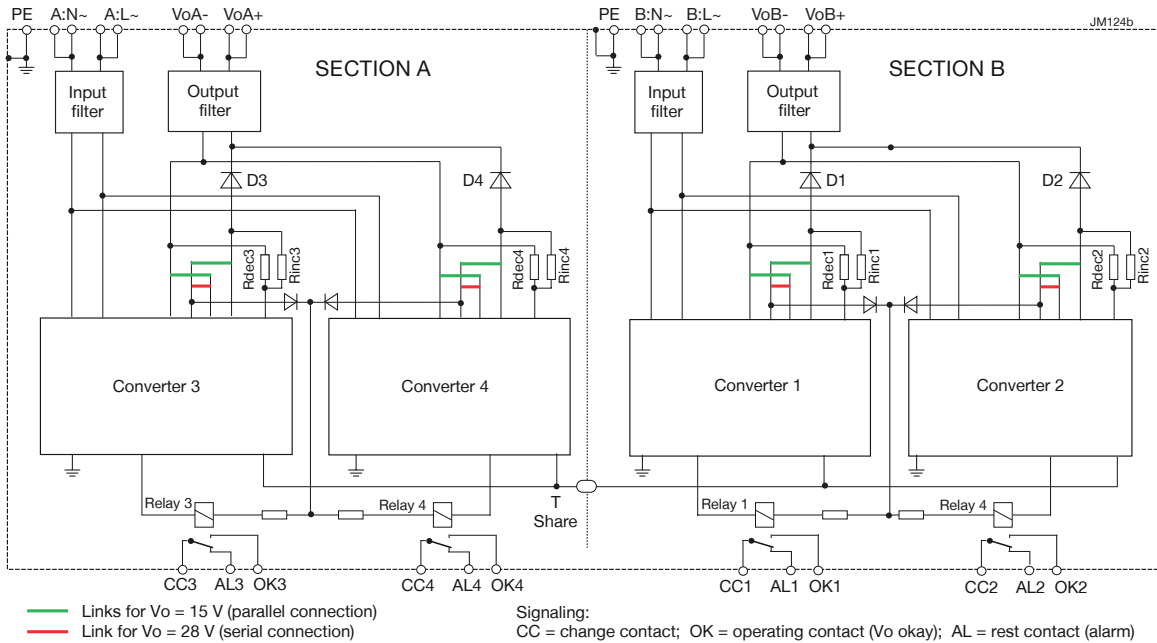 PE A:N~ A:L~ VoA- VoA+ PE B:N~ B:L~ VoB- VoB+
JM124b
SECTION A SECTION B
Input filter
Output filter
Input filter
Output filter
D3 D4 D1 D2
Rdec3 Rinc3 Rdec4 Rinc4 Rdec1 Rinc1 Rdec2 Rinc2
Converter 3 Converter 4 Converter 1 Converter 2
Relay 3 Relay 4 T Share Relay 1 Relay 4
CC3 AL3 OK3 CC4 AL4 OK4 CC1 AL1 OK1 CC2 AL2 OK2
Links for Vo = 15 V (parallel connection)
Link for Vo = 28 V (serial connection)
Signaling:
CC = change contact; OK = operating contact (Vo okay); AL = rest contact (alarm)